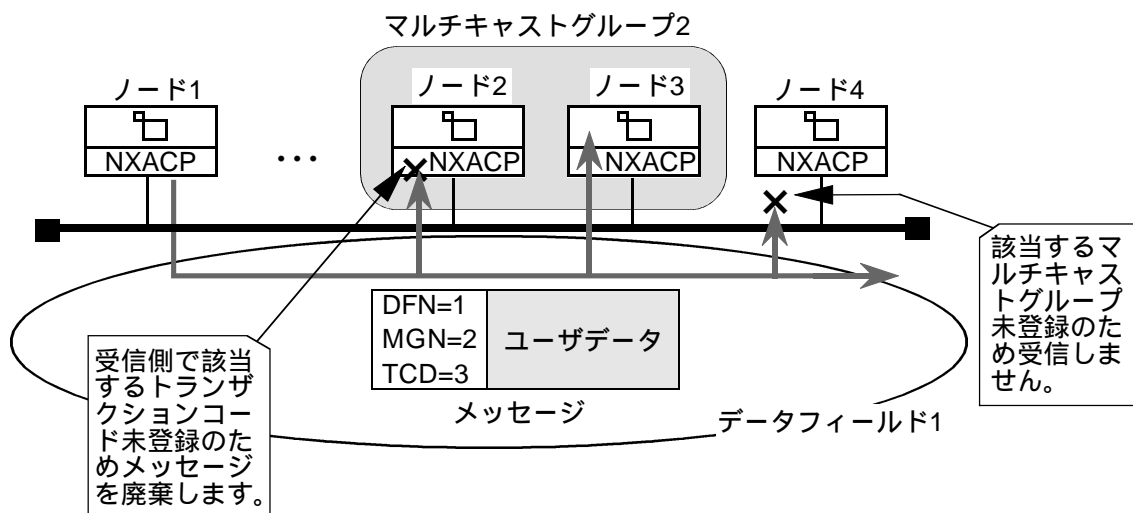 マルチキャストグループ2
ノード1
ノード2
ノード3
ノード4
NXACP
…
NXACP
NXACP
NXACP
DFN=1
MGN=2
TCD=3
ユーザデータ
メッセージ
データフィールド1
受信側で該当
するトランザ
クションコー
ド未登録のた
めメッセージ
を廃棄します。
該当するマ
ルチキャス
トグループ
未登録のた
め受信しま
せん。